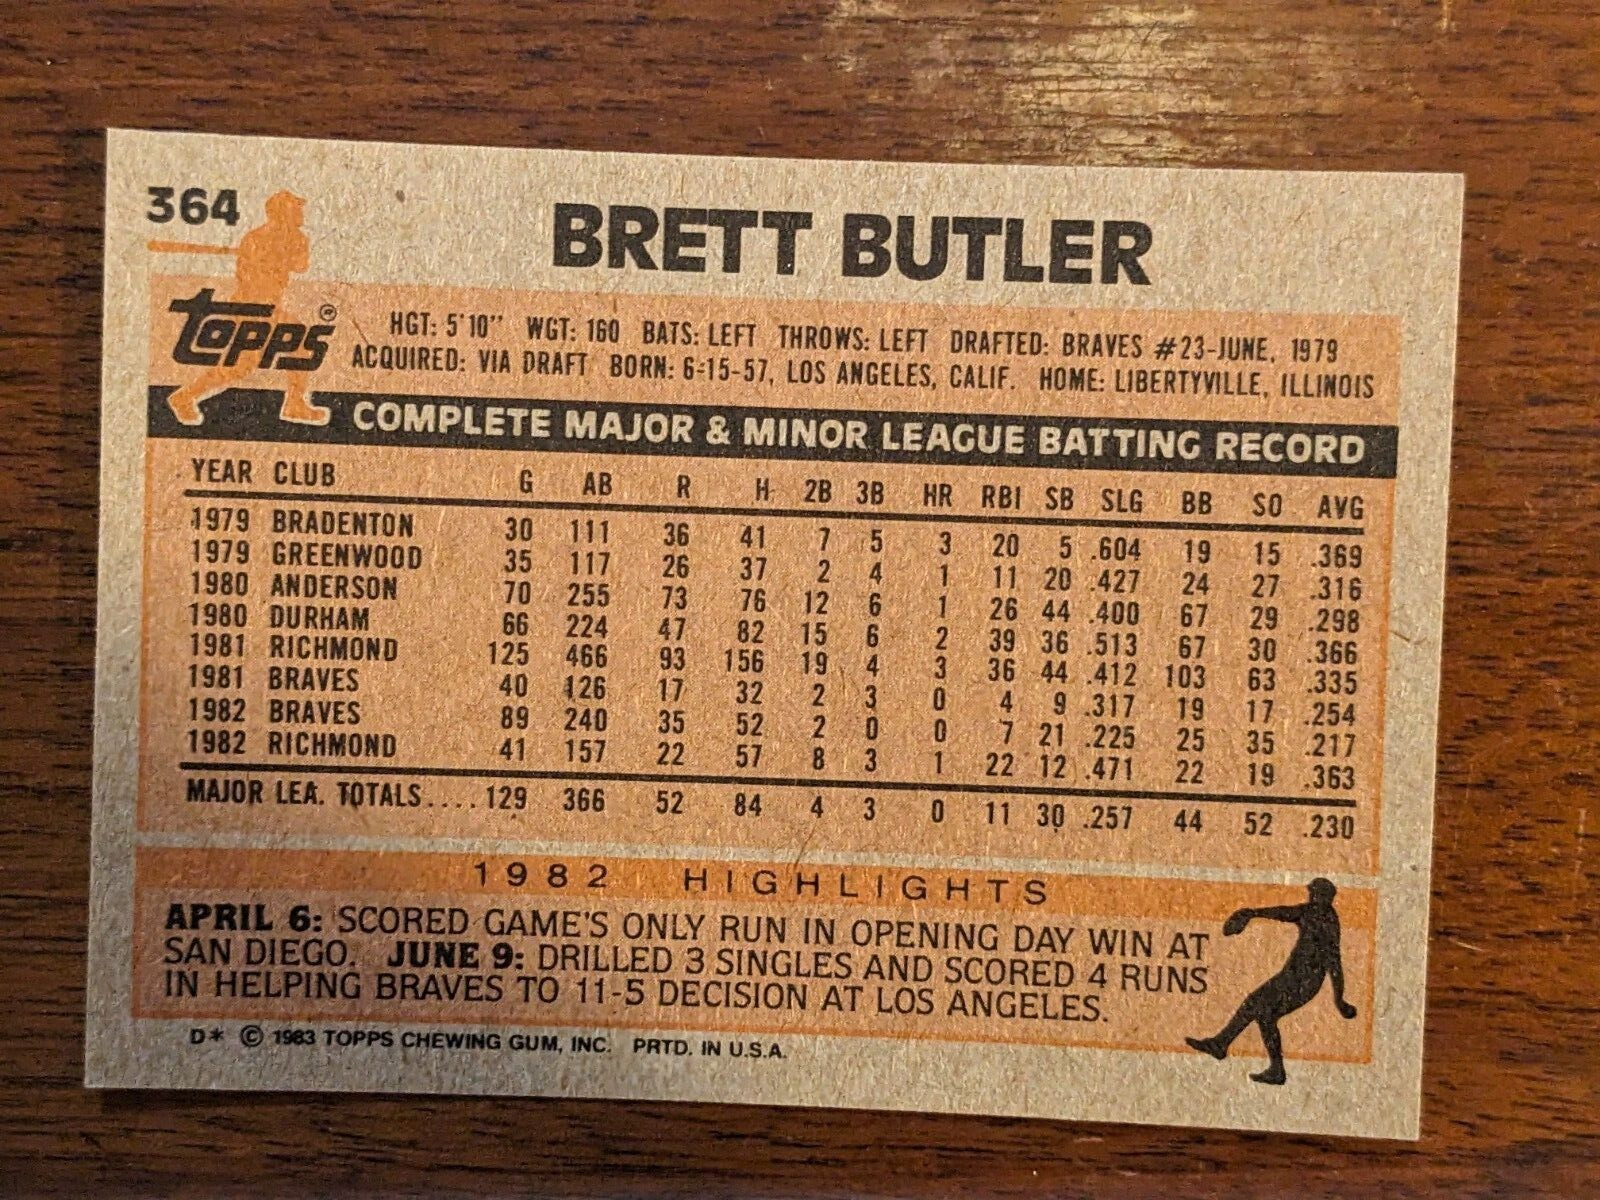 364
BRETT BUTLER
topps®
HGT: 5'10" WGT: 160 BATS: LEFT THROWS: LEFT DRAFTED: BRAVES #23-JUNE, 1979
ACQUIRED: VIA DRAFT BORN: 6-15-57, LOS ANGELES, CALIF. HOME: LIBERTYVILLE, ILLINOIS
COMPLETE MAJOR & MINOR LEAGUE BATTING RECORD
YEAR CLUB G AB R H 2B 3B HR RBI SB SLG BB SO AVG
1979 BRADENTON 30 111 36 41 7 5 3 20 5 .604 19 15 .369
1979 GREENWOOD 35 117 26 37 2 4 1 11 20 .427 24 27 .316
1980 ANDERSON 70 255 73 76 12 6 1 26 44 .400 67 29 .298
1980 DURHAM 66 224 47 82 15 6 2 39 36 .513 67 30 .366
1981 RICHMOND 125 466 93 156 19 4 3 36 44 .412 103 63 .335
1981 BRAVES 40 126 17 32 2 3 0 4 9 .317 19 17 .254
1982 BRAVES 89 240 35 52 2 0 0 7 21 .225 25 35 .217
1982 RICHMOND 41 157 22 57 8 3 1 22 12 .471 22 19 .363
MAJOR LEA. TOTALS.... 129 366 52 84 4 3 0 11 30 .257 44 52 .230
1982 HIGHLIGHTS
APRIL 6: SCORED GAME'S ONLY RUN IN OPENING DAY WIN AT
SAN DIEGO. JUNE 9: DRILLED 3 SINGLES AND SCORED 4 RUNS
IN HELPING BRAVES TO 11-5 DECISION AT LOS ANGELES.
D* © 1983 TOPPS CHEWING GUM, INC. PRTD. IN U.S.A.